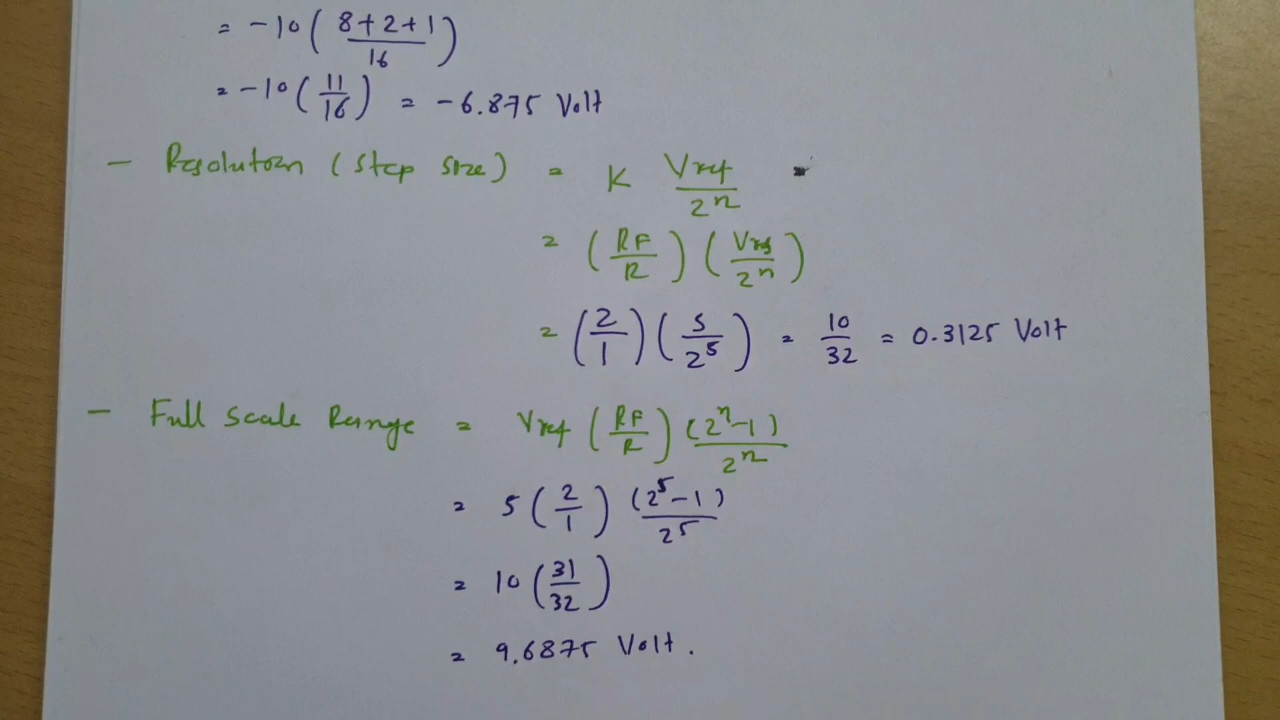 = -10 ( (8+2+1)/16 )
= -10 ( 11/16 ) = -6.875 Volt
- Resolution (Step size) = K Vref/2^n =
= ( RF/R ) ( Vref/2^n )
= ( 2/1 ) ( 5/2^5 ) = 10/32 = 0.3125 Volt
- Full Scale Range = Vref ( RF/R ) (2^n-1)/2^n
= 5 ( 2/1 ) (2^5-1)/2^5
= 10 ( 31/32 )
= 9.6875 Volt.